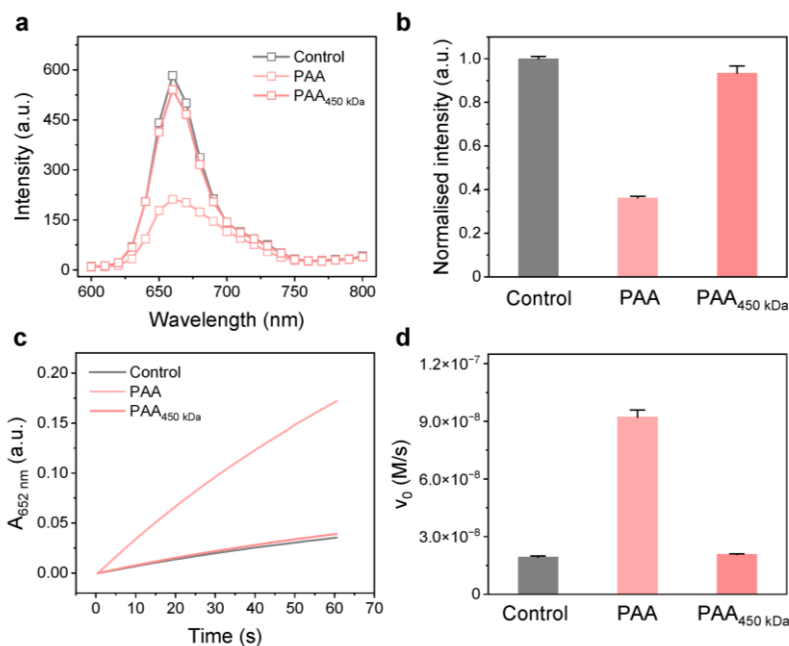 a
Intensity (a.u.)
600
450
300
150
0
Control
PAA
PAA450 kDa
600 650 700 750 800
Wavelength (nm)
b
Normalised intensity (a.u.)
1.0
0.8
0.6
0.4
0.2
0
Control PAA PAA450 kDa
c
A652 nm (a.u.)
0.20
0.15
0.10
0.05
0.00
Control
PAA
PAA450 kDa
0 10 20 30 40 50 60 70
Time (s)
d
v0 (M/s)
1.2×10⁻⁷
9.0×10⁻⁸
6.0×10⁻⁸
3.0×10⁻⁸
0
Control PAA PAA450 kDa